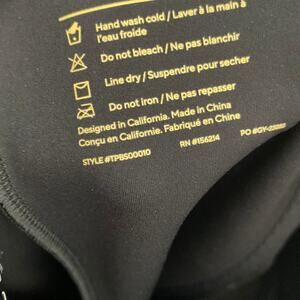 Hand wash cold / Laver à la main à
l'eau froide
Do not bleach / Ne pas blanchir
Line dry / Suspendre pour sécher
Do not iron / Ne pas repasser
Designed in California. Made in China
Conçu en Californie. Fabriqué en Chine
STYLE #TPBS00010 RN #156214 PO